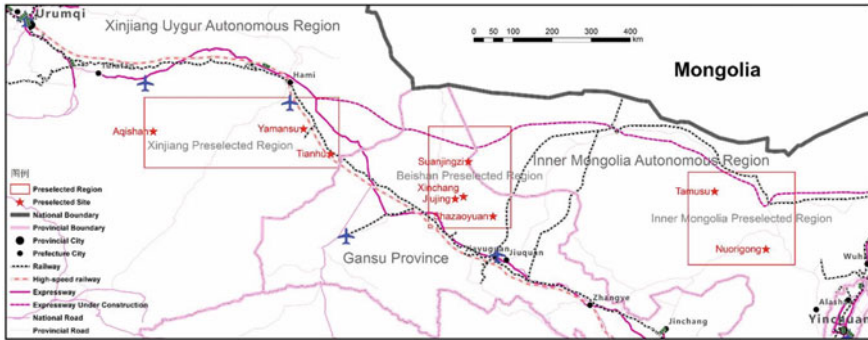 Urumqi
Xinjiang Uygur Autonomous Region
0 50 100 200 300 400
km
Mongolia
Hami
Aqishan
Yamansu
Xinjiang Preselected Region
Tianhu
Suanjingzi
Beishan Preselected Region
Inner Mongolia Autonomous Region
Xinchang
Jiujing
Shazaoyuan
Tamusu
Inner Mongolia Preselected Region
Nuorigong
Gansu Province
Jiayuguan
Jiuquan
Zhangye
Jinchang
Wuha
Alash
Yinchuan
图例
Preselected Region
Preselected Site
National Boundary
Provincial Boundary
Provincial City
Prefecture City
Railway
High-speed railway
Expressway
Expressway Under Construction
National Road
Provincial Road